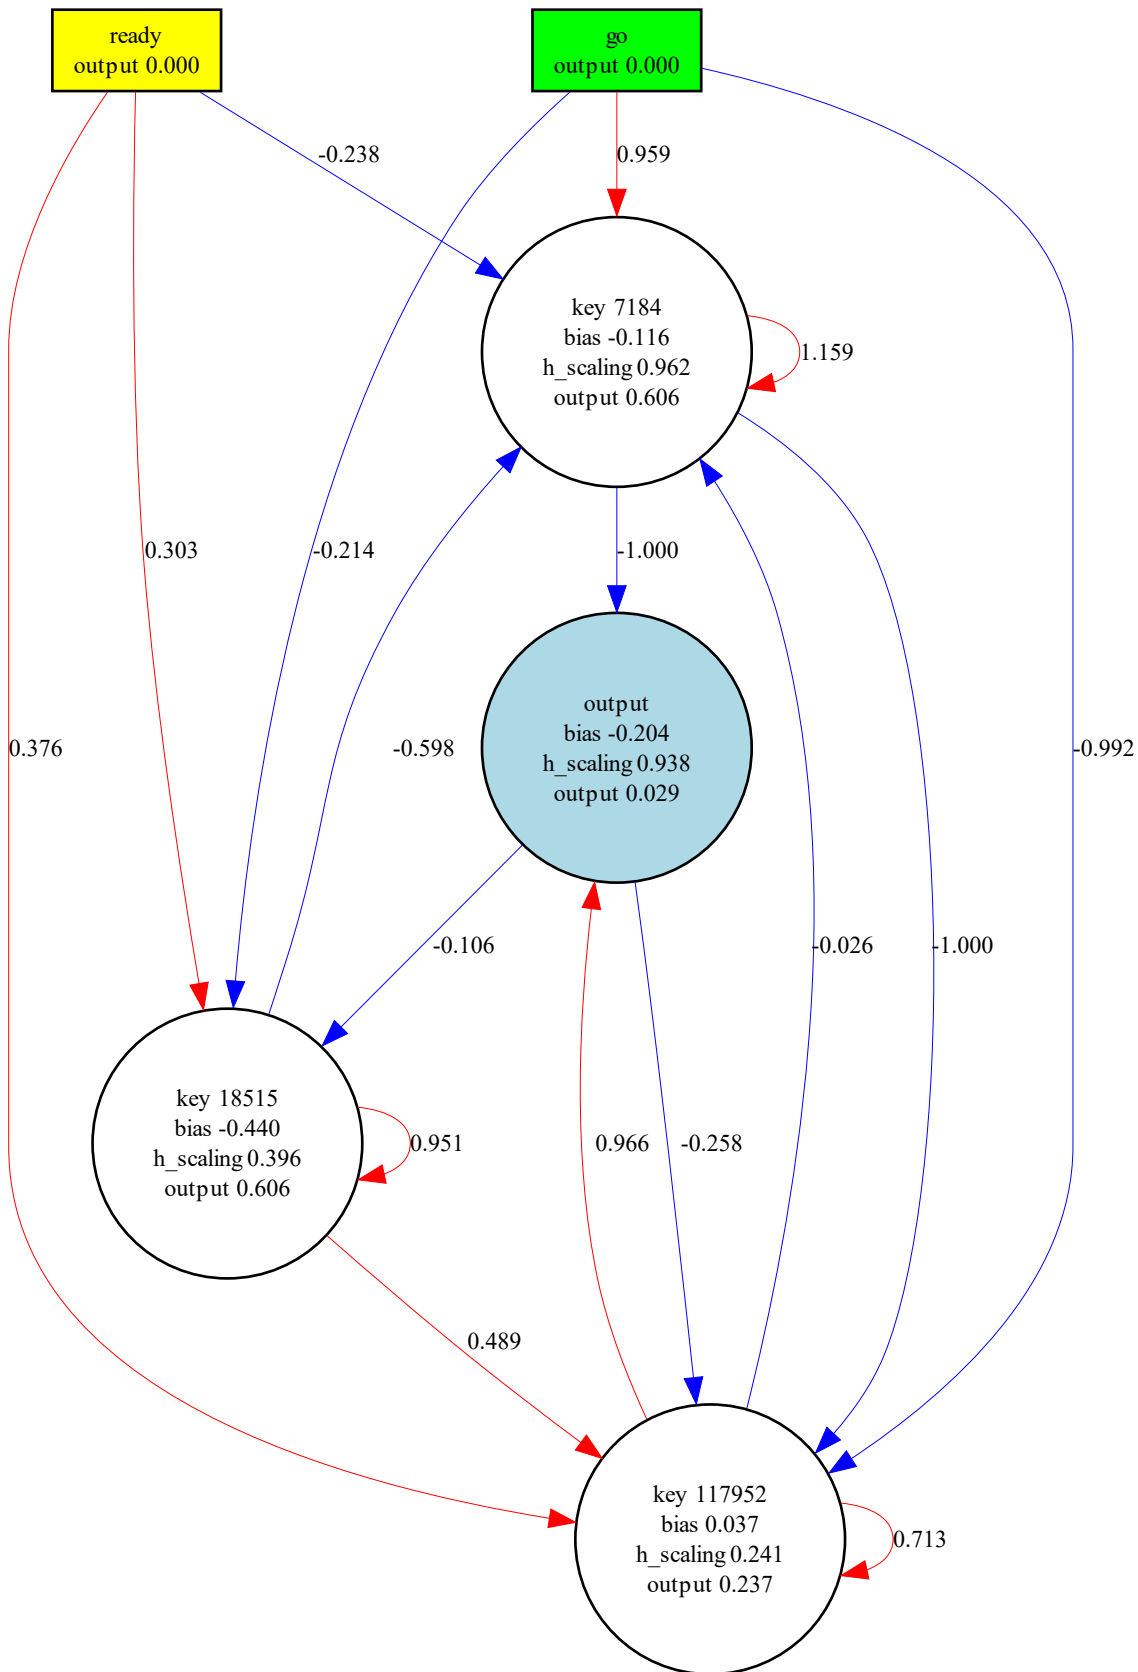 ready
output 0.000
go
output 0.000
-0.238
0.959
key 7184
bias -0.116
h_scaling 0.962
output 0.606
1.159
0.303
-0.214
-1.000
0.376
-0.598
output
bias -0.204
h_scaling 0.938
output 0.029
-0.992
-0.106
-0.026
-1.000
key 18515
bias -0.440
h_scaling 0.396
output 0.606
0.951
0.966
-0.258
0.489
key 117952
bias 0.037
h_scaling 0.241
output 0.237
0.713